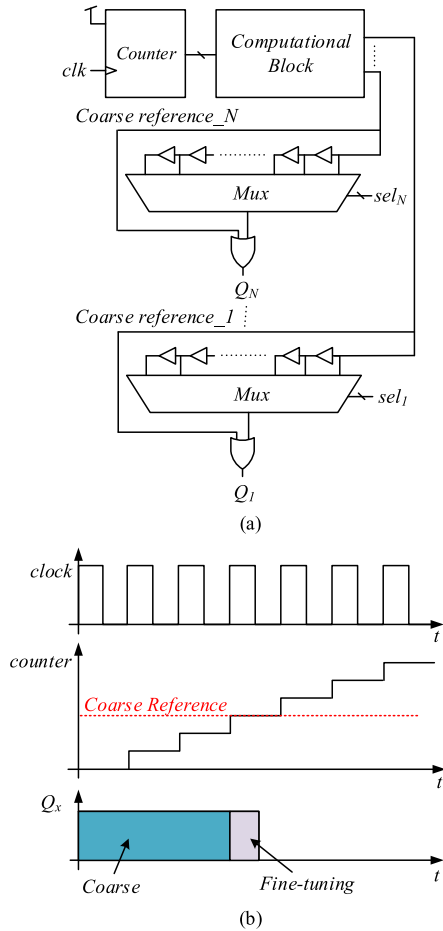 Counter
clk
Computational
Block
Coarse reference_N
Mux
sel_N
Q_N
Coarse reference_1
Mux
sel_1
Q_1
(a)
clock
t
counter
Coarse Reference
t
Q_x
Coarse
Fine-tuning
t
(b)